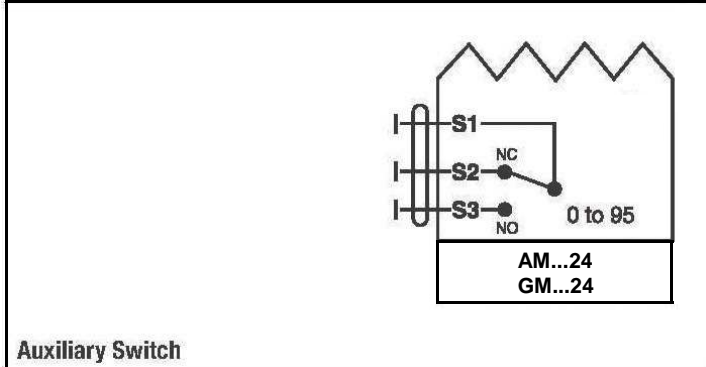 S1
NC
S2
S3
NO
0 to 95
AM...24
GM...24
Auxiliary Switch